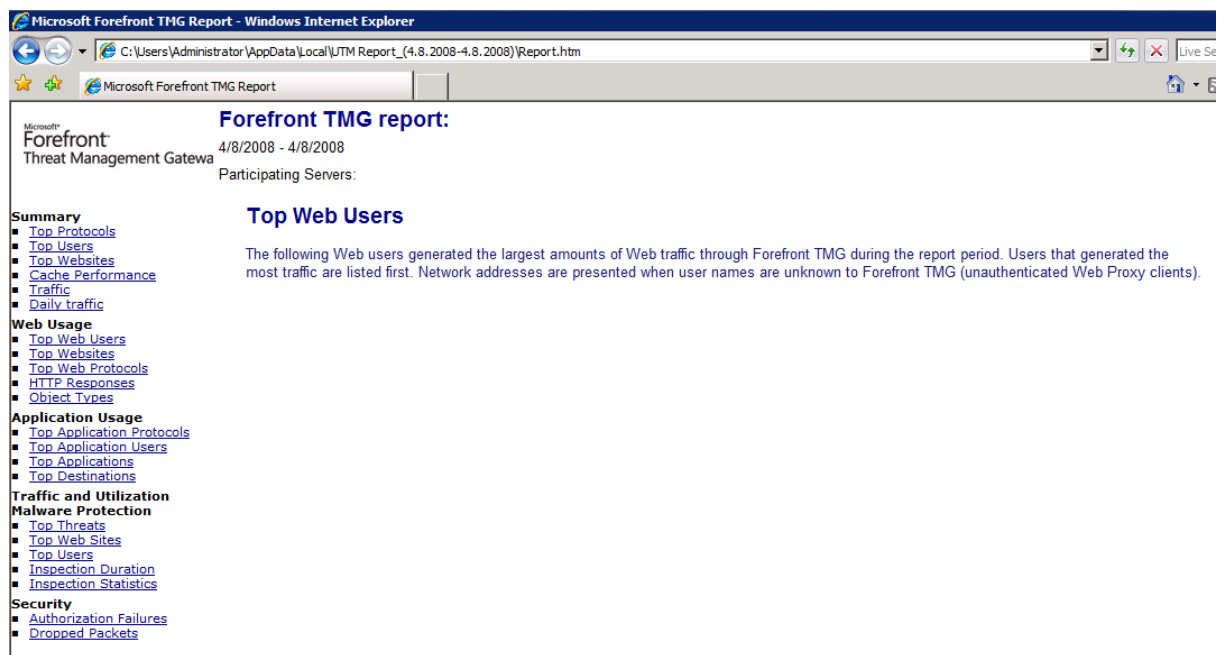 Microsoft Forefront TMG Report - Windows Internet Explorer
C:\Users\Administrator\AppData\Local\UTM Report_(4.8.2008-4.8.2008)\Report.htm
Live Se
Microsoft Forefront TMG Report
Microsoft
Forefront
Threat Management Gatewa
Forefront TMG report:
4/8/2008 - 4/8/2008
Participating Servers:
Summary
Top Protocols
Top Users
Top Websites
Cache Performance
Traffic
Daily traffic
Web Usage
Top Web Users
Top Websites
Top Web Protocols
HTTP Responses
Object Types
Application Usage
Top Application Protocols
Top Application Users
Top Applications
Top Destinations
Traffic and Utilization
Malware Protection
Top Threats
Top Web Sites
Top Users
Inspection Duration
Inspection Statistics
Security
Authorization Failures
Dropped Packets
Top Web Users
The following Web users generated the largest amounts of Web traffic through Forefront TMG during the report period. Users that generated the
most traffic are listed first. Network addresses are presented when user names are unknown to Forefront TMG (unauthenticated Web Proxy clients).